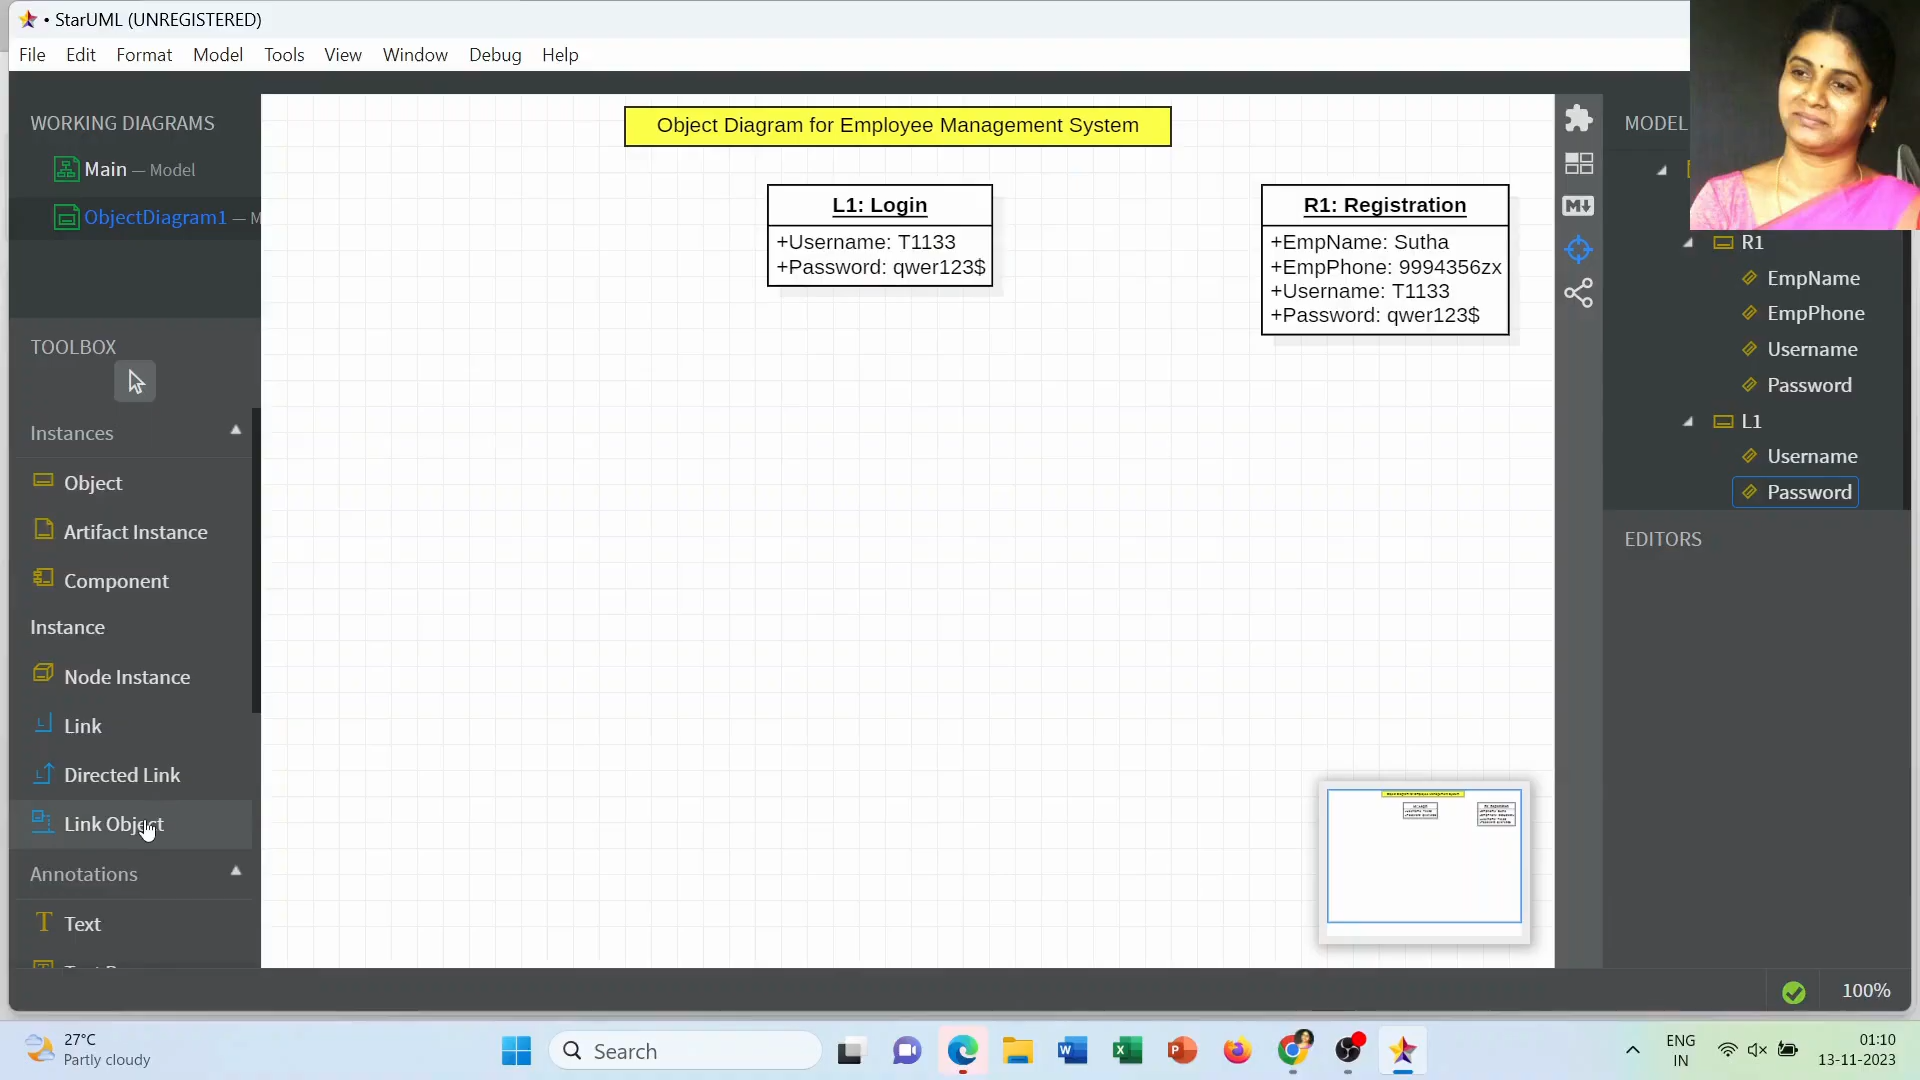 • StarUML (UNREGISTERED)
File Edit Format Model Tools View Window Debug Help
WORKING DIAGRAMS
Main — Model
ObjectDiagram1 — M
TOOLBOX
Instances
Object
Artifact Instance
Component
Instance
Node Instance
Link
Directed Link
Link Object
Annotations
T Text
Object Diagram for Employee Management System
L1: Login
+Username: T1133
+Password: qwer123$
R1: Registration
+EmpName: Sutha
+EmpPhone: 9994356zx
+Username: T1133
+Password: qwer123$
M
MODEL
R1
EmpName
EmpPhone
Username
Password
L1
Username
Password
EDITORS
100%
27°C
Partly cloudy
Search
ENG
IN
01:10
13-11-2023